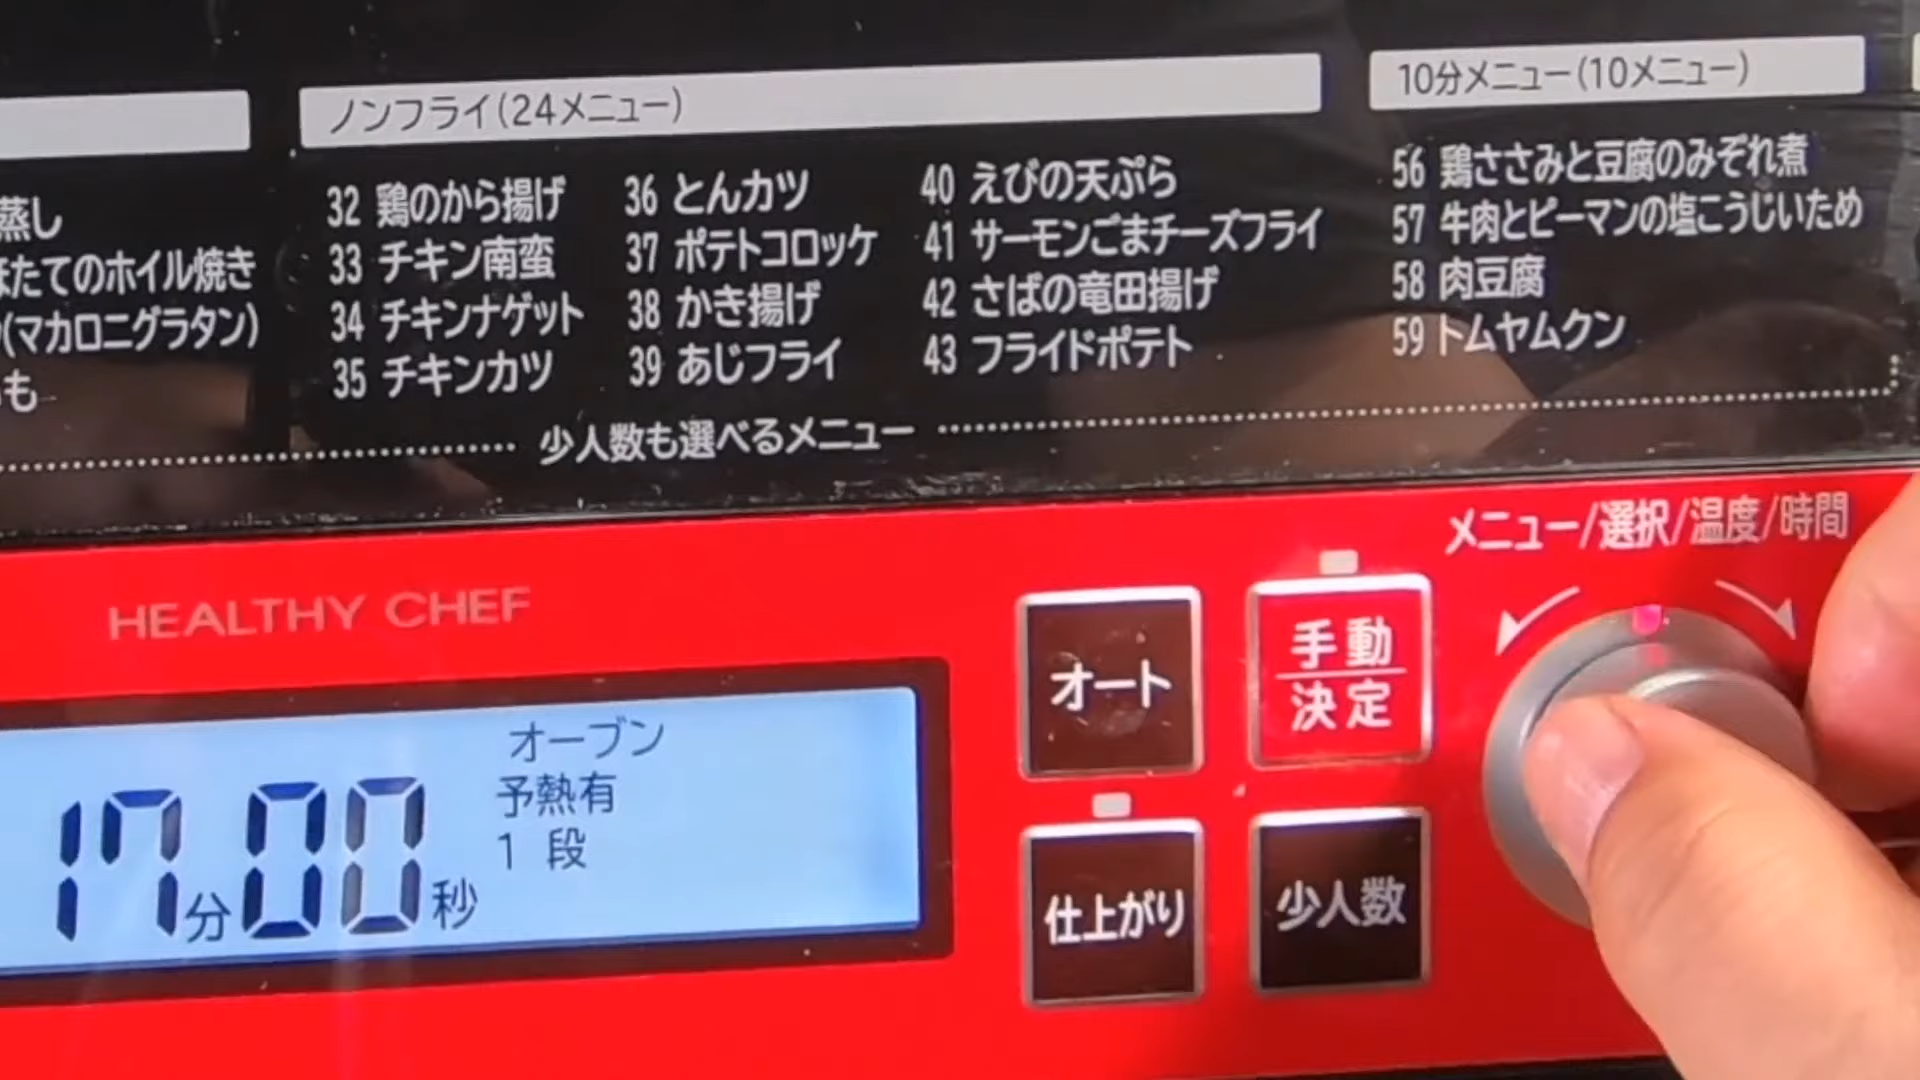 ノンフライ(24メニュー)
10分メニュー(10メニュー)
蒸し
ほたてのホイル焼き
(マカロニグラタン)
も
32 鶏のから揚げ
33 チキン南蛮
34 チキンナゲット
35 チキンカツ
36 とんカツ
37 ポテトコロッケ
38 かき揚げ
39 あじフライ
40 えびの天ぷら
41 サーモンごまチーズフライ
42 さばの竜田揚げ
43 フライドポテト
56 鶏ささみと豆腐のみぞれ煮
57 牛肉とピーマンの塩こうじいため
58 肉豆腐
59 トムヤムクン
少人数も選べるメニュー
メニュー/選択/温度/時間
HEALTHY CHEF
オーブン
予熱有
1 段
17分00秒
オート
手動
決定
仕上がり
少人数